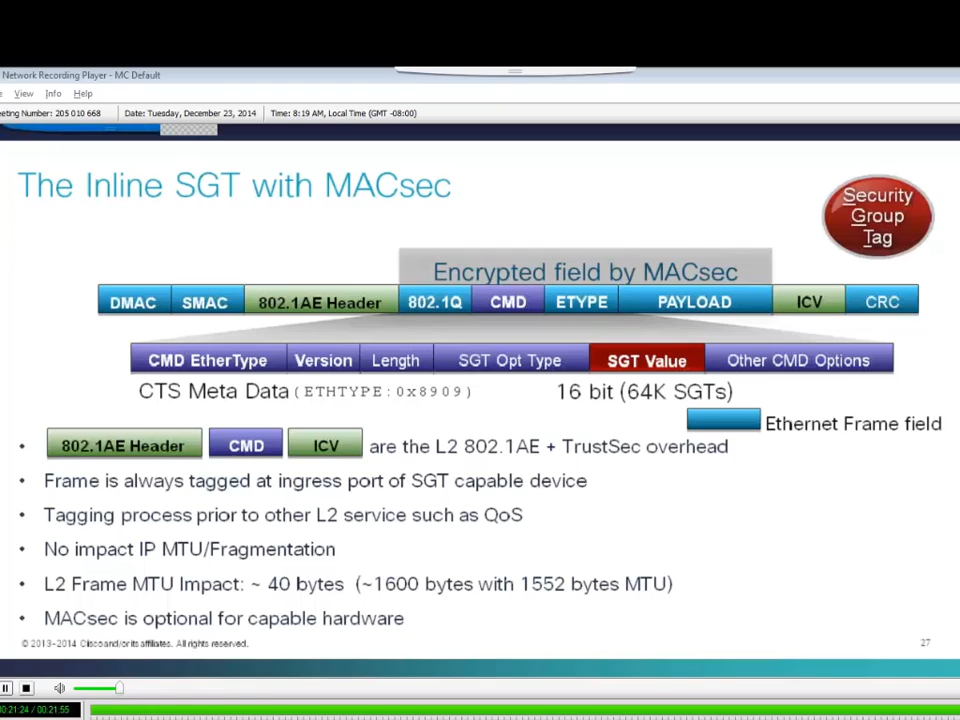 Network Recording Player - MC Default
View Info Help
eeting Number: 205 010 668 Date: Tuesday, December 23, 2014 Time: 8:19 AM, Local Time (GMT -08:00)
The Inline SGT with MACsec
Security
Group
Tag
Encrypted field by MACsec
DMAC SMAC 802.1AE Header 802.1Q CMD ETYPE PAYLOAD ICV CRC
CMD EtherType Version Length SGT Opt Type SGT Value Other CMD Options
CTS Meta Data (ETHTYPE:0x8909) 16 bit (64K SGTs)
Ethernet Frame field
• 802.1AE Header CMD ICV are the L2 802.1AE + TrustSec overhead
• Frame is always tagged at ingress port of SGT capable device
• Tagging process prior to other L2 service such as QoS
• No impact IP MTU/Fragmentation
• L2 Frame MTU Impact: ~ 40 bytes (~1600 bytes with 1552 bytes MTU)
• MACsec is optional for capable hardware
© 2013-2014 Cisco and/or its affiliates. All rights reserved. 27
00:21:24 / 00:21:55